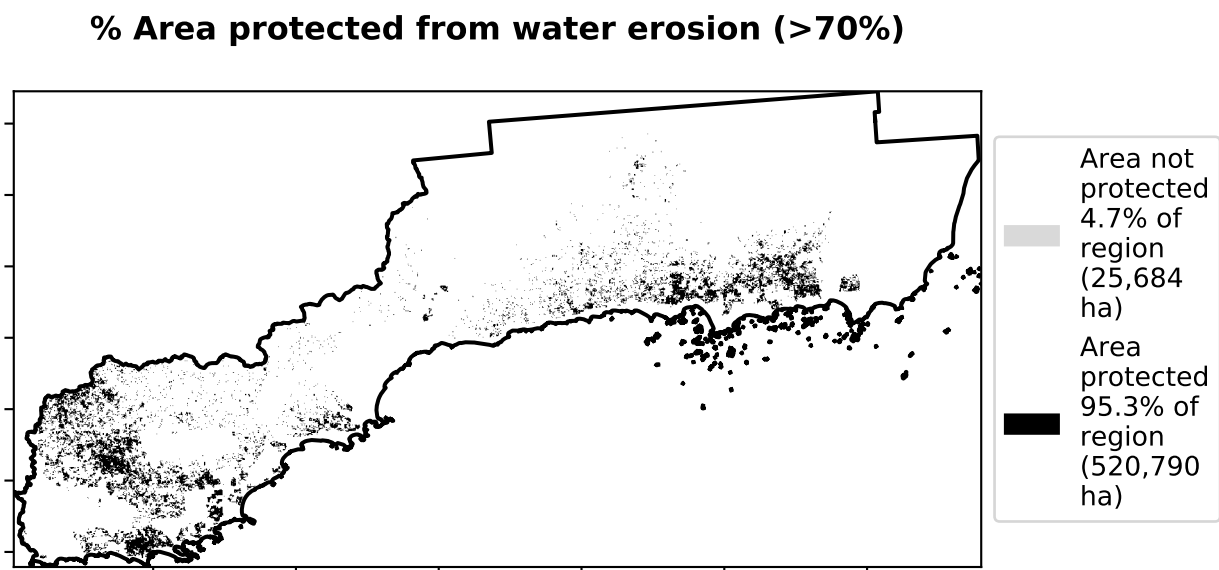 % Area protected from water erosion (>70%)
Area not
protected
4.7% of
region
(25,684
ha)
Area
protected
95.3% of
region
(520,790
ha)